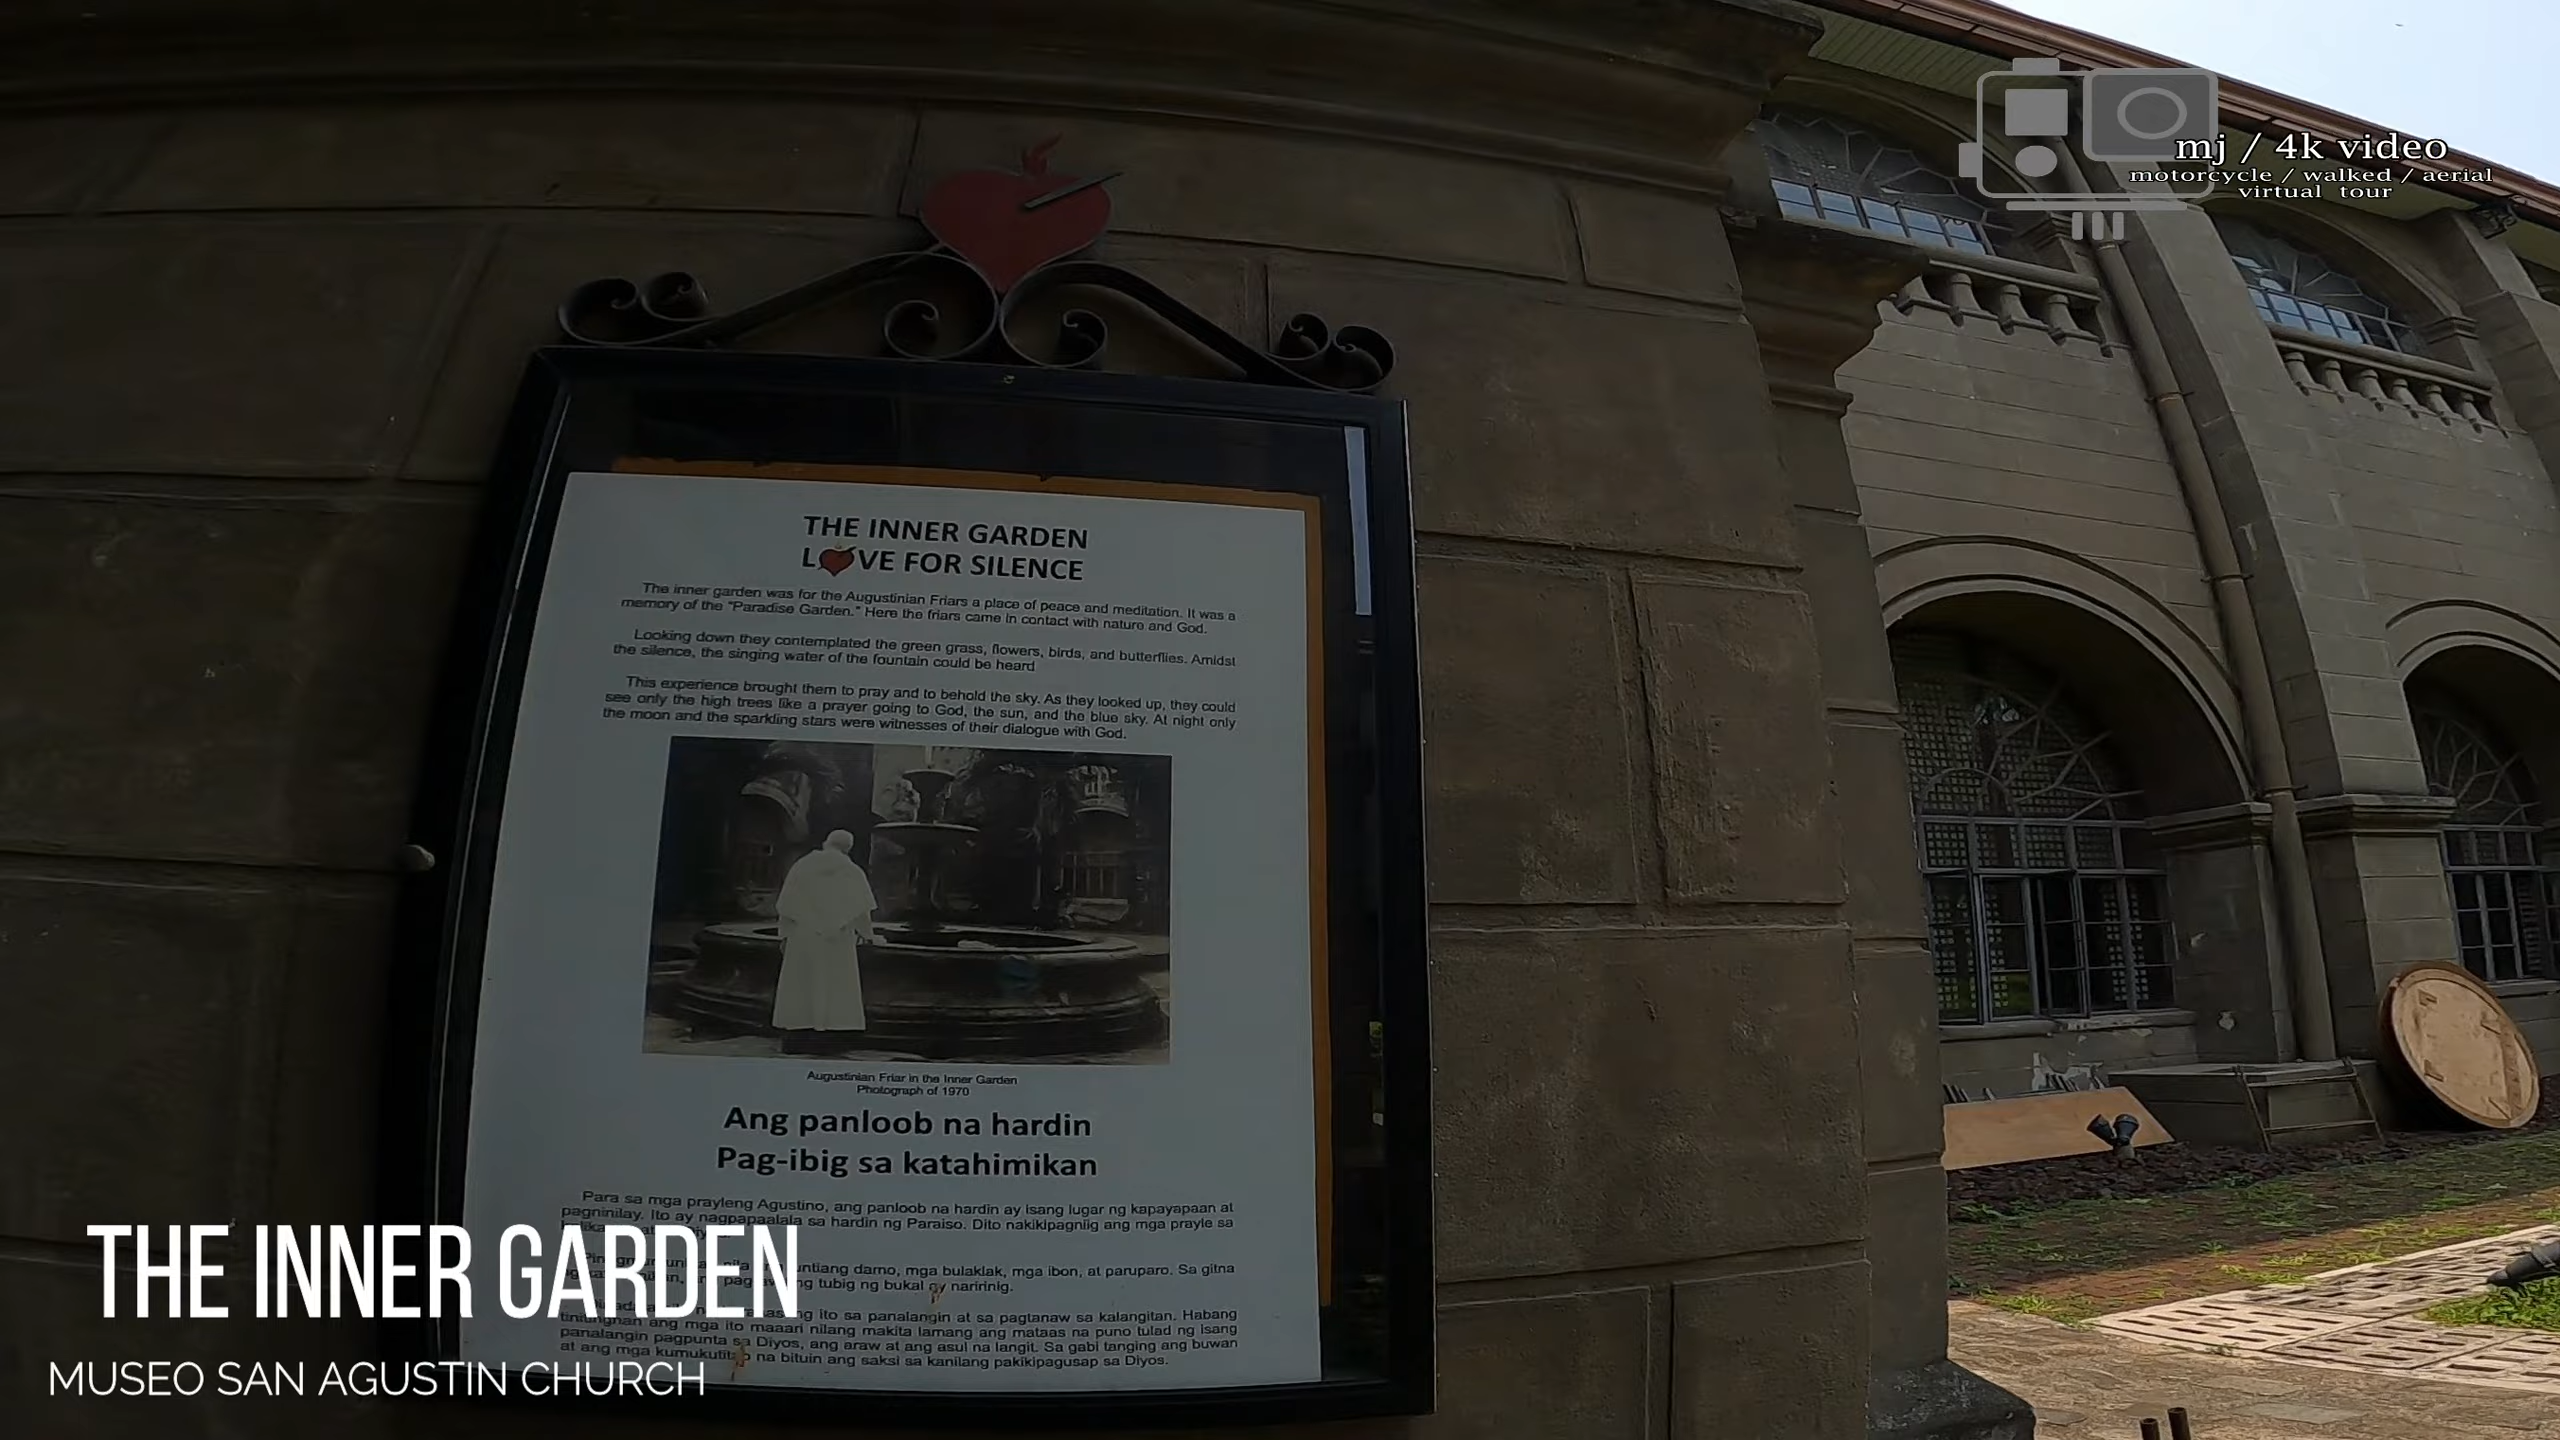 mj / 4k video
motorcycle / walked / aerial
virtual tour
THE INNER GARDEN
LOVE FOR SILENCE
The inner garden was for the Augustinian Friars a place of peace and meditation. It was a
memory of the "Paradise Garden." Here the friars came in contact with nature and God.
Looking down they contemplated the green grass, flowers, birds, and butterflies. Amidst
the silence, the singing water of the fountain could be heard
This experience brought them to pray and to behold the sky. As they looked up, they could
see only the high trees like a prayer going to God, the sun, and the blue sky. At night only
the moon and the sparkling stars were witnesses of their dialogue with God.
Augustinian Friar in the Inner Garden
Photograph of 1970
Ang panloob na hardin
Pag-ibig sa katahimikan
Para sa mga prayleng Agustino, ang panloob na hardin ay isang lugar ng kapayapaan at
pagninilay. Ito ay nagpapaalala sa hardin ng Paraiso. Dito nakikipagniig ang mga prayle sa
damo, mga bulaklak, mga ibon, at paruparo. Sa gitna
tubig ng bukal ay naririnig.
ito sa panalangin at sa pagtanaw sa kalangitan. Habang
ang mga ito maaari nilang makita lamang ang mataas na puno tulad ng isang
panalangin pagpunta sa Diyos, ang araw at ang asul na langit. Sa gabi tanging ang buwan
at ang mga kumukutitap na bituin ang saksi sa kanilang pakikipagusap sa Diyos.
THE INNER GARDEN
MUSEO SAN AGUSTIN CHURCH